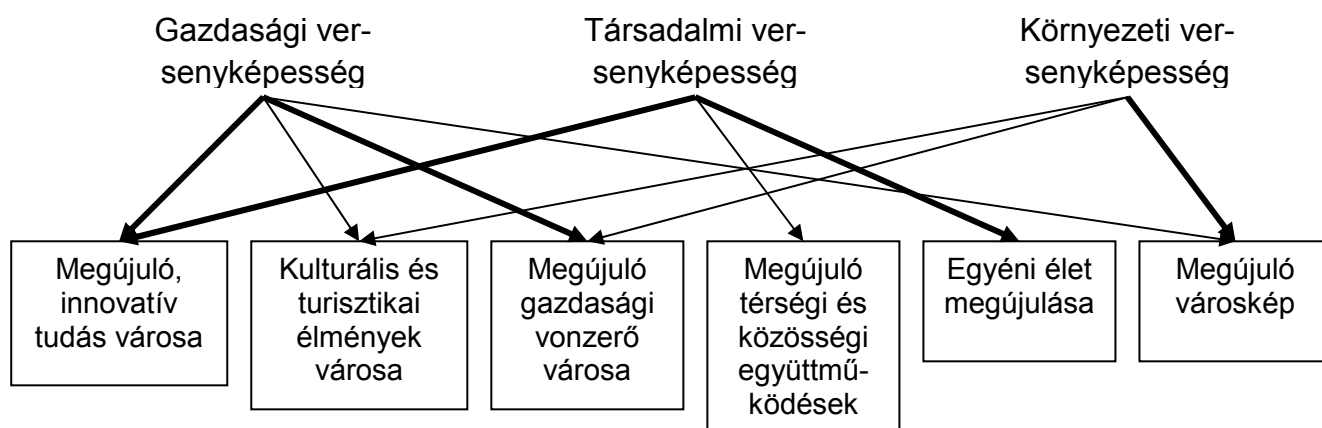 Gazdasági ver-
senyképesség
Társadalmi ver-
senyképesség
Környezeti ver-
senyképesség
Megújuló,
innovatív
tudás városa
Kulturális és
turisztikai
élmények
városa
Megújuló
gazdasági
vonzerő
városa
Megújuló
térségi és
közösségi
együttmű-
ködések
Egyéni élet
megújulása
Megújuló
városkép